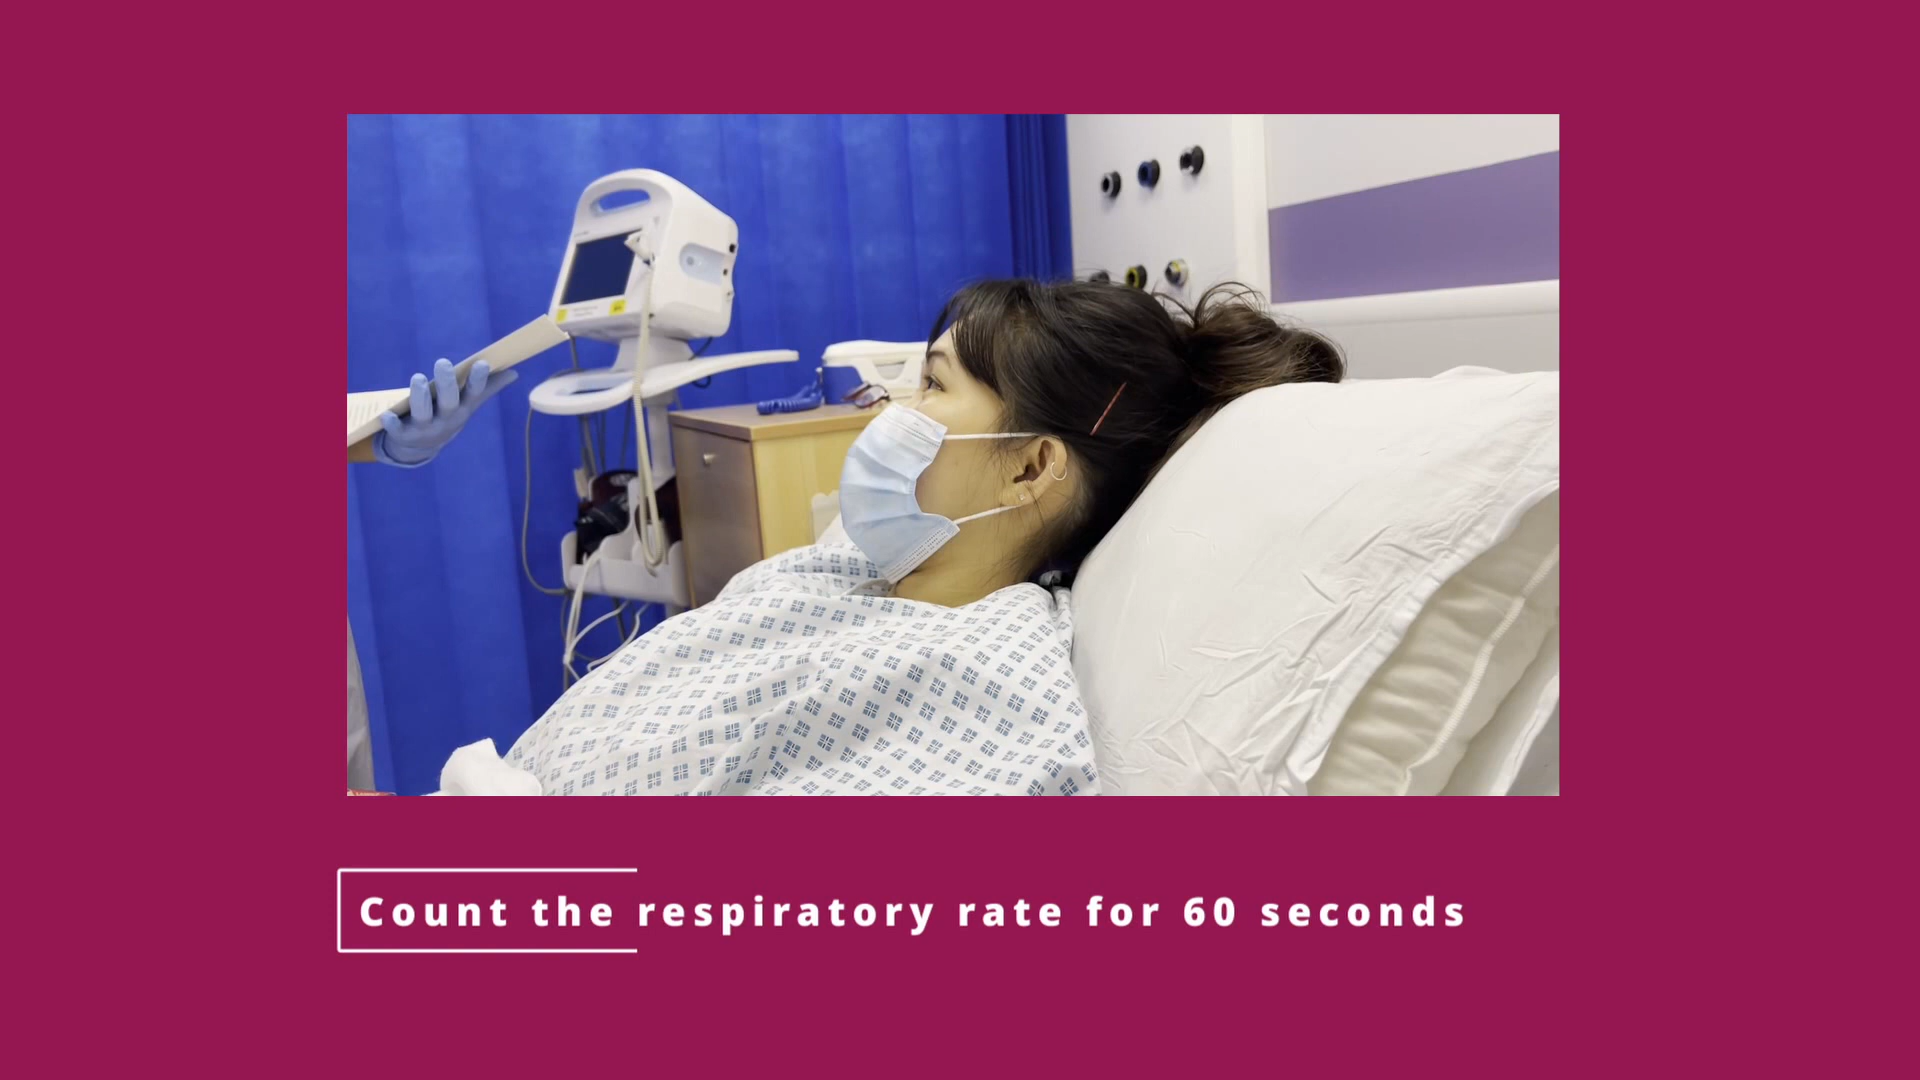 Count the respiratory rate for 60 seconds